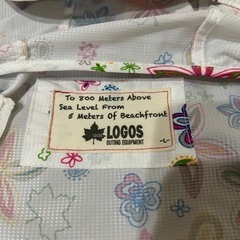 To 800 Meters Above
Sea Level From
5 Meters Of Beachfront
LOGOS
OUTING EQUIPMENT
-L-